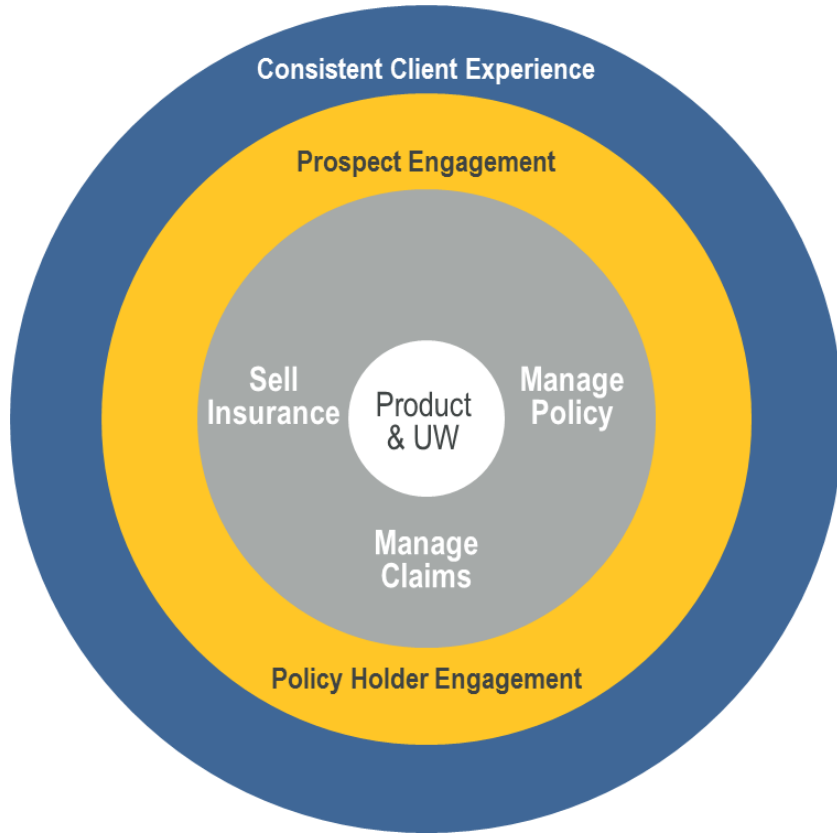 Consistent Client Experience
Prospect Engagement
Sell
Insurance
Product
& UW
Manage
Policy
Manage
Claims
Policy Holder Engagement